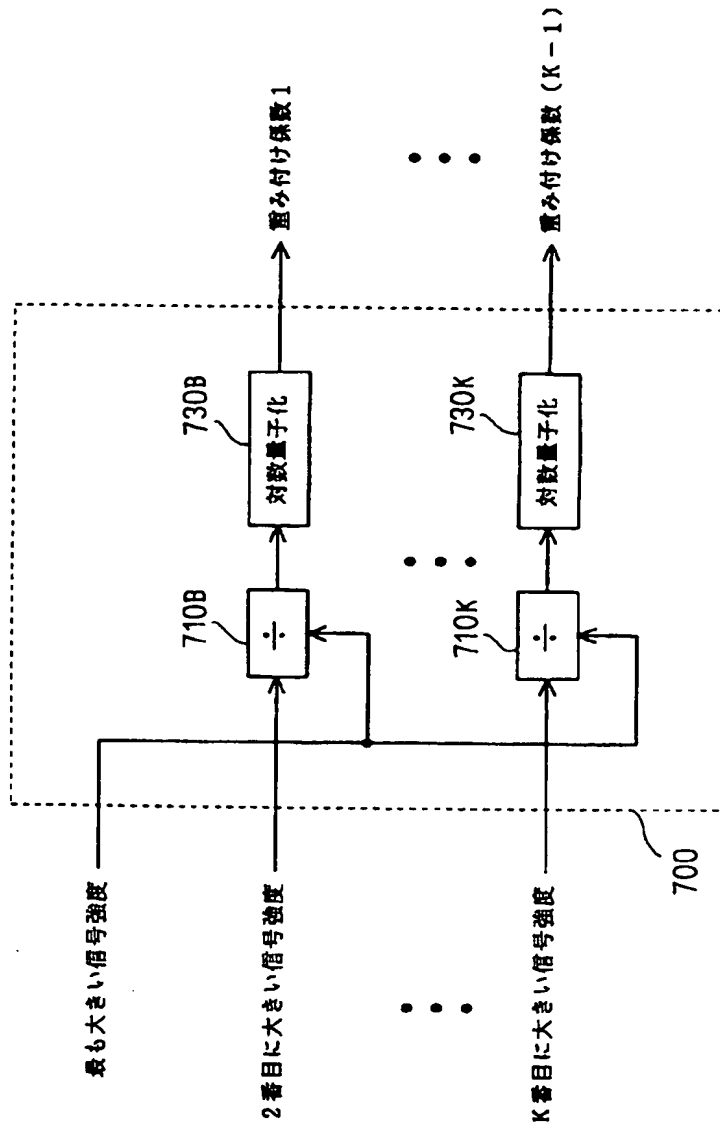 最も大きい信号強度
2番目に大きい信号強度
K番目に大きい信号強度
700
710B
÷
710K
÷
730B
対数量子化
730K
対数量子化
重み付け係数1
重み付け係数(K-1)